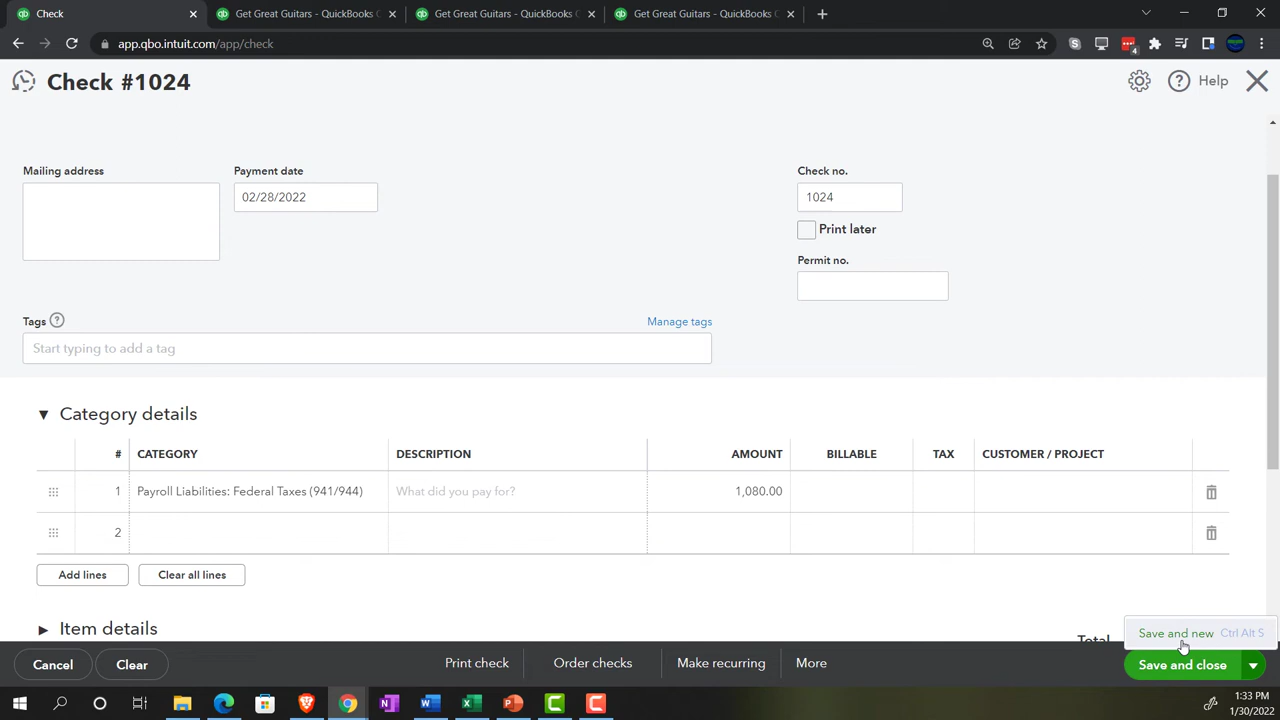 Check
Get Great Guitars - QuickBooks C
Get Great Guitars - QuickBooks C
Get Great Guitars - QuickBooks C
app.qbo.intuit.com/app/check
4
Check #1024
Help
Mailing address
Payment date
Check no.
02/28/2022
1024
Print later
Permit no.
Tags ?
Manage tags
Start typing to add a tag
Category details
# CATEGORY DESCRIPTION AMOUNT BILLABLE TAX CUSTOMER / PROJECT
1 Payroll Liabilities: Federal Taxes (941/944) What did you pay for? 1,080.00
2
Add lines
Clear all lines
Item details
Total
Save and new Ctrl Alt S
Cancel
Clear
Print check
Order checks
Make recurring
More
Save and close
1:33 PM
1/30/2022